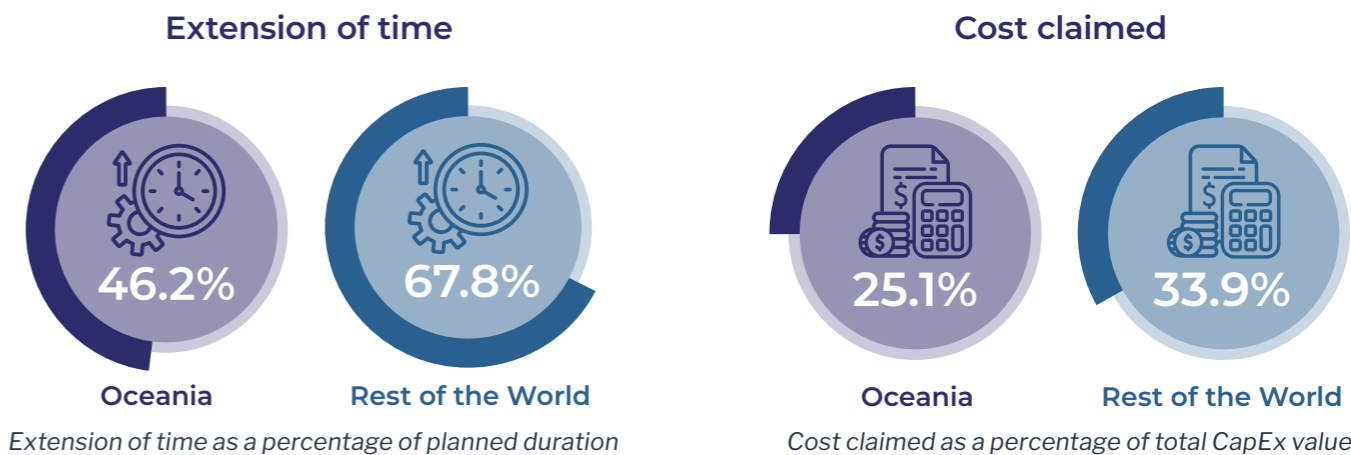 Extension of time
46.2%
67.8%
Oceania
Rest of the World
Extension of time as a percentage of planned duration
Cost claimed
$
$
25.1%
$
$
33.9%
Oceania
Rest of the World
Cost claimed as a percentage of total CapEx value